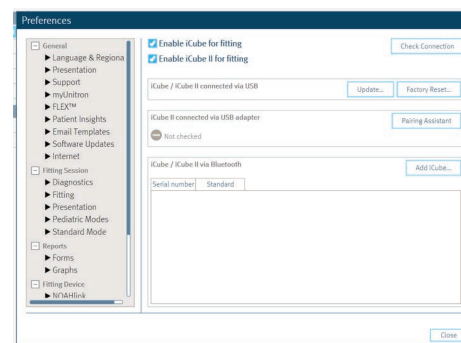 Preferences
General
Language & Regiona
Presentation
Support
myUnitron
FLEX™
Patient Insights
Email Templates
Software Updates
Internet
Fitting Session
Diagnostics
Fitting
Presentation
Pediatric Modes
Standard Mode
Reports
Forms
Graphs
Fitting Device
NOAHlink
Enable iCube for fitting
Check Connection
Enable iCube II for fitting
iCube / iCube II connected via USB
Update...
Factory Reset...
iCube II connected via USB adapter
Pairing Assistant
Not checked
iCube / iCube II via Bluetooth
Add iCube...
Serial number Standard
Close